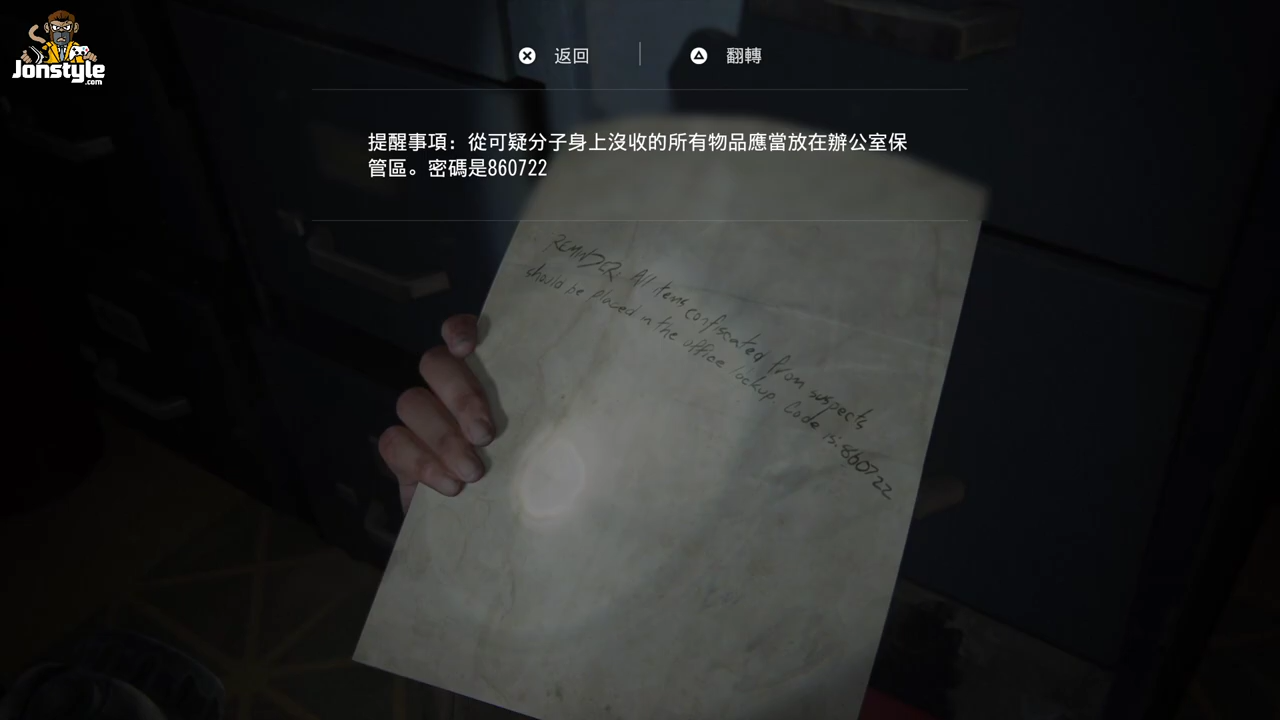 Jonstyle
.com
返回
翻轉
提醒事項：從可疑分子身上沒收的所有物品應當放在辦公室保
管區。密碼是860722
REMINDER: All items confiscated from suspects
should be placed in the office lockup. Code is: 860722